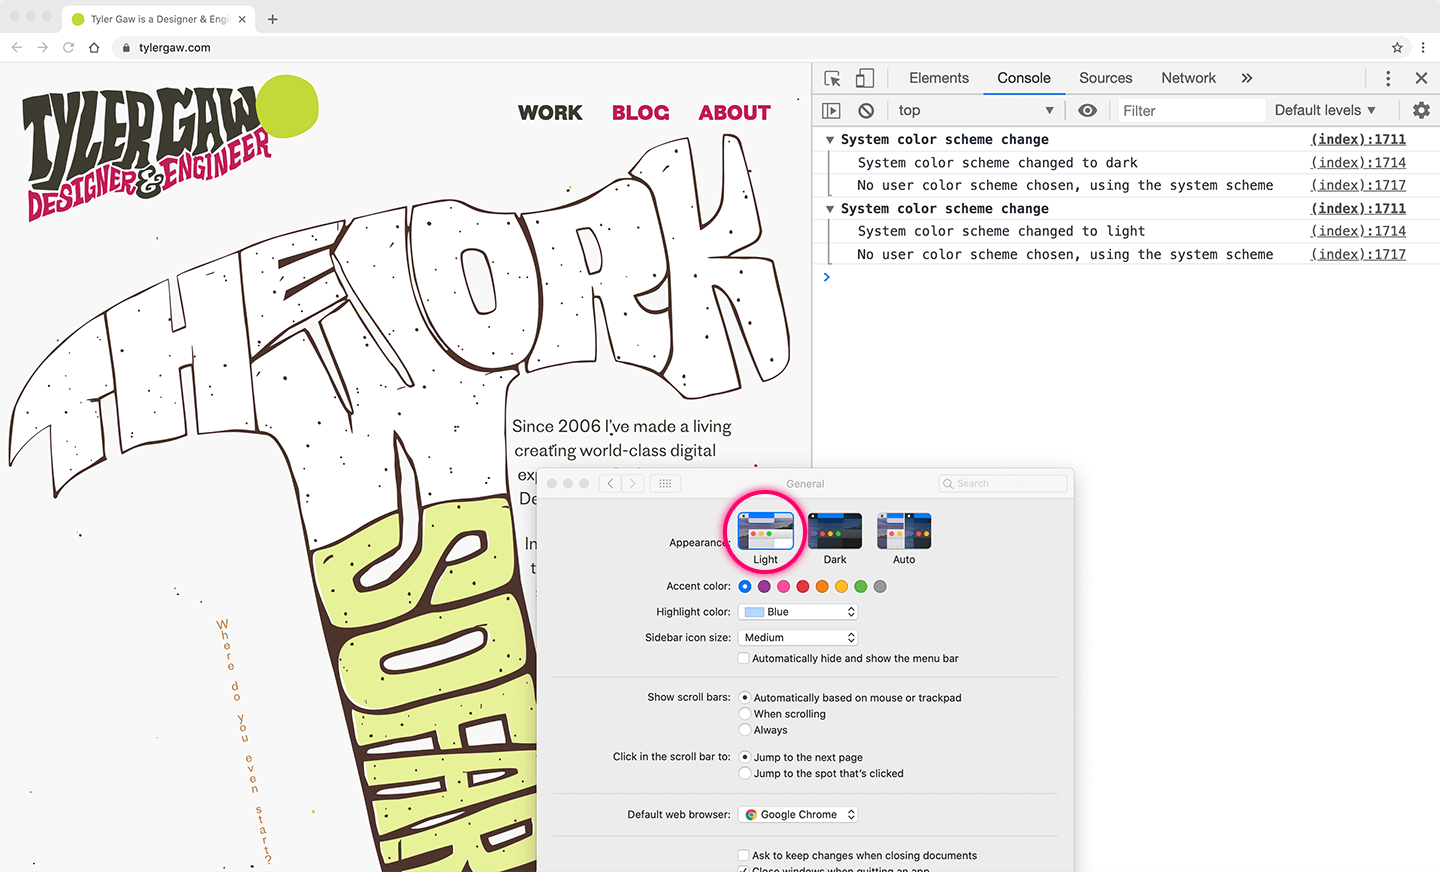 Tyler Gaw is a Designer & Engi
tylergaw.com
TYLER GAW
DESIGNER & ENGINEER
WORK
BLOG
ABOUT
THE WORK
SO FAR
Since 2006 I've made a living
creating world-class digital
exp
De
In
t
Where do you even start?
Elements
Console
Sources
Network
top
Filter
Default levels
System color scheme change
(index):1711
System color scheme changed to dark
(index):1714
No user color scheme chosen, using the system scheme
(index):1717
System color scheme change
(index):1711
System color scheme changed to light
(index):1714
No user color scheme chosen, using the system scheme
(index):1717
General
Search
Appearance:
Light
Dark
Auto
Accent color:
Highlight color:
Blue
Sidebar icon size:
Medium
Automatically hide and show the menu bar
Show scroll bars:
Automatically based on mouse or trackpad
When scrolling
Always
Click in the scroll bar to:
Jump to the next page
Jump to the spot that's clicked
Default web browser:
Google Chrome
Ask to keep changes when closing documents
Close windows when quitting an app